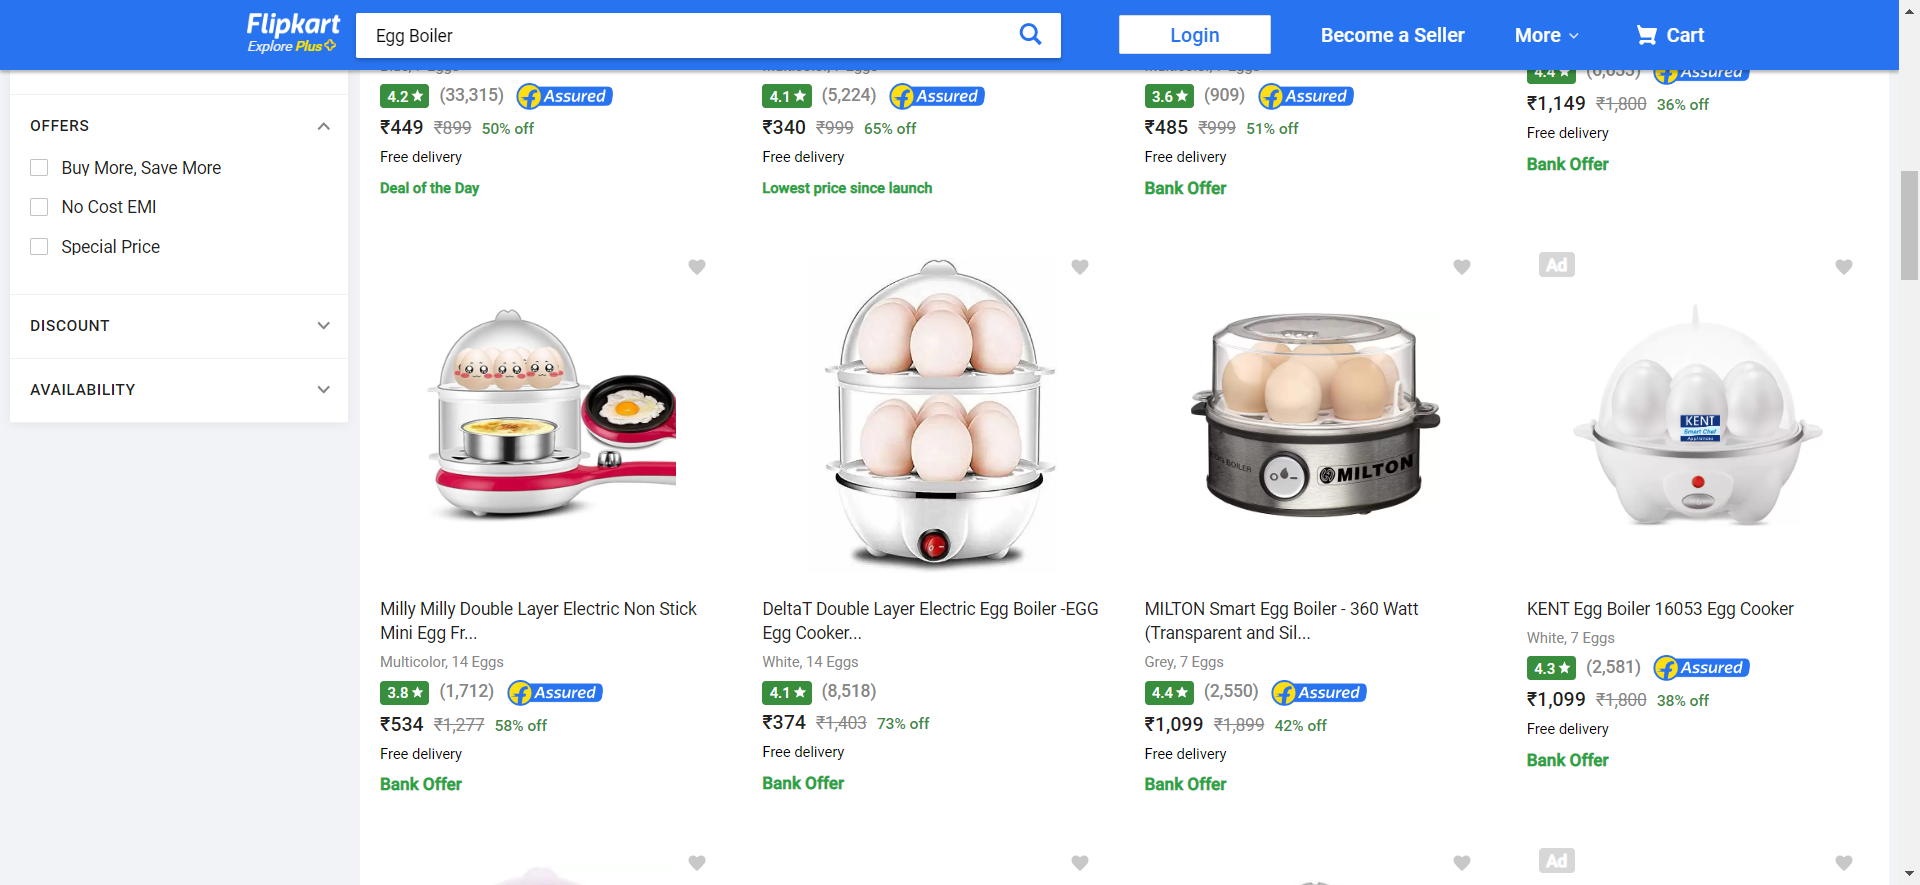 Flipkart
Explore Plus
Egg Boiler
Login
Become a Seller
More
Cart
OFFERS
Buy More, Save More
No Cost EMI
Special Price
DISCOUNT
AVAILABILITY
4.2 (33,315) Assured
₹449 ₹899 50% off
Free delivery
Deal of the Day
4.1 (5,224) Assured
₹340 ₹999 65% off
Free delivery
Lowest price since launch
3.6 (909) Assured
₹485 ₹999 51% off
Free delivery
Bank Offer
4.4 Assured
₹1,149 ₹1,800 36% off
Free delivery
Bank Offer
Milly Milly Double Layer Electric Non Stick
Mini Egg Fr...
Multicolor, 14 Eggs
3.8 (1,712) Assured
₹534 ₹1,277 58% off
Free delivery
Bank Offer
DeltaT Double Layer Electric Egg Boiler -EGG
Egg Cooker...
White, 14 Eggs
4.1 (8,518)
₹374 ₹1,403 73% off
Free delivery
Bank Offer
EGG BOILER
MILTON
MILTON Smart Egg Boiler - 360 Watt
(Transparent and Sil...
Grey, 7 Eggs
4.4 (2,550) Assured
₹1,099 ₹1,899 42% off
Free delivery
Bank Offer
Ad
KENT
Smart Chef
Appliances
KENT Egg Boiler 16053 Egg Cooker
White, 7 Eggs
4.3 (2,581) Assured
₹1,099 ₹1,800 38% off
Free delivery
Bank Offer
Ad